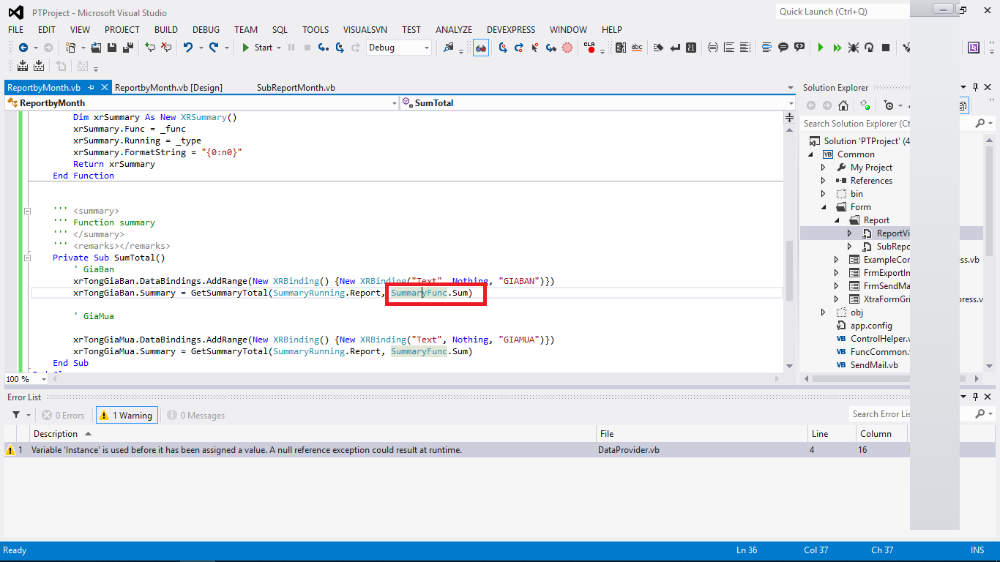 PTProject - Microsoft Visual Studio
Quick Launch (Ctrl+Q)
FILE EDIT VIEW PROJECT BUILD DEBUG TEAM SQL TOOLS VISUALSVN TEST ANALYZE DEVEXPRESS WINDOW HELP
Start Debug abc CLR 21
ReportbyMonth.vb ReportbyMonth.vb [Design] SubReportMonth.vb
ReportbyMonth SumTotal
Dim xrSummary As New XRSummary()
xrSummary.Func = _func
xrSummary.Running = _type
xrSummary.FormatString = "{0:n0}"
Return xrSummary
End Function
''' <summary>
''' Function summary
''' </summary>
''' <remarks></remarks>
Private Sub SumTotal()
' GiaBan
xrTongGiaBan.DataBindings.AddRange(New XRBinding() {New XRBinding("Text", Nothing, "GIABAN")})
xrTongGiaBan.Summary = GetSummaryTotal(SummaryRunning.Report, SummaryFunc.Sum)
' GiaMua
xrTongGiaMua.DataBindings.AddRange(New XRBinding() {New XRBinding("Text", Nothing, "GIAMUA")})
xrTongGiaMua.Summary = GetSummaryTotal(SummaryRunning.Report, SummaryFunc.Sum)
End Sub
100 %
Solution Explorer
Search Solution Explorer (Ct
Solution 'PTProject' (4
VB Common
My Project
References
bin
Form
Report
ReportVi
SubRepo
ExampleCor press.vb
FrmExportIn
FrmSendMa
XtraFormGri press.v
obj
app.config
VB ControlHelper.v
VB FuncCommon.
VB SendMail.vb
Error List
0 Errors 1 Warning 0 Messages
Search Error Lis
Description File Line Column
1 Variable 'Instance' is used before it has been assigned a value. A null reference exception could result at runtime. DataProvider.vb 4 16
Ready Ln 36 Col 37 Ch 37 INS